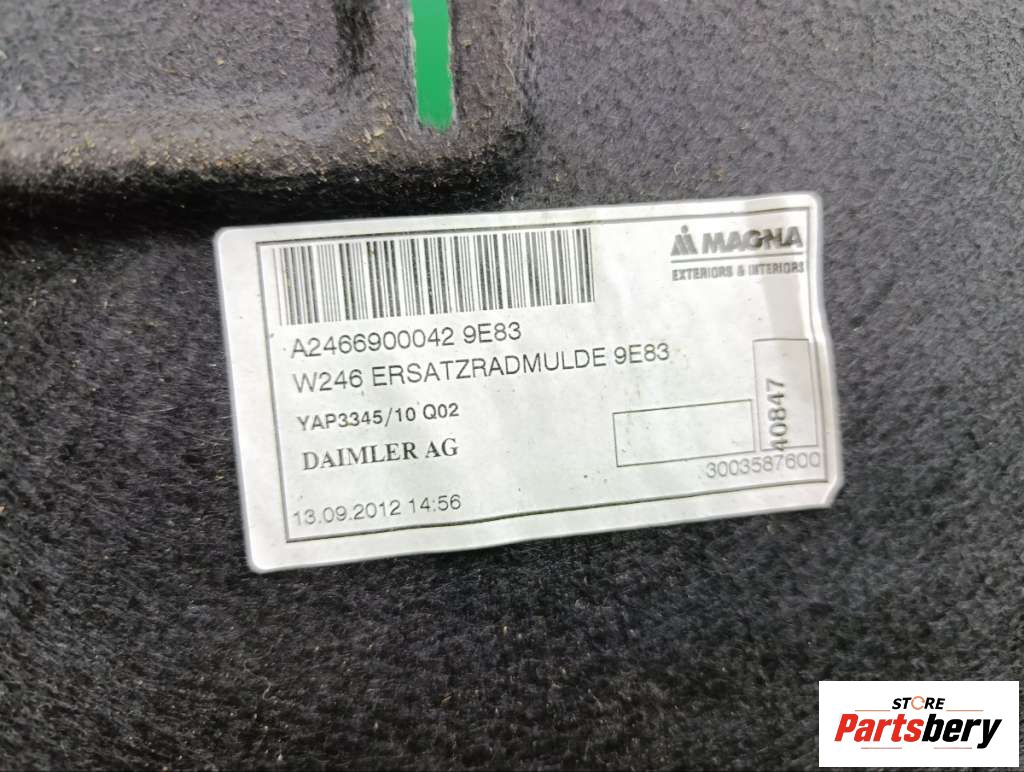 MAGNA
EXTERIORS & INTERIORS
A2466900042 9E83
W246 ERSATZRADMULDE 9E83
YAP3345/10 Q02
DAIMLER AG
40847
3003587600
13.09.2012 14:56
STORE
Partsbery